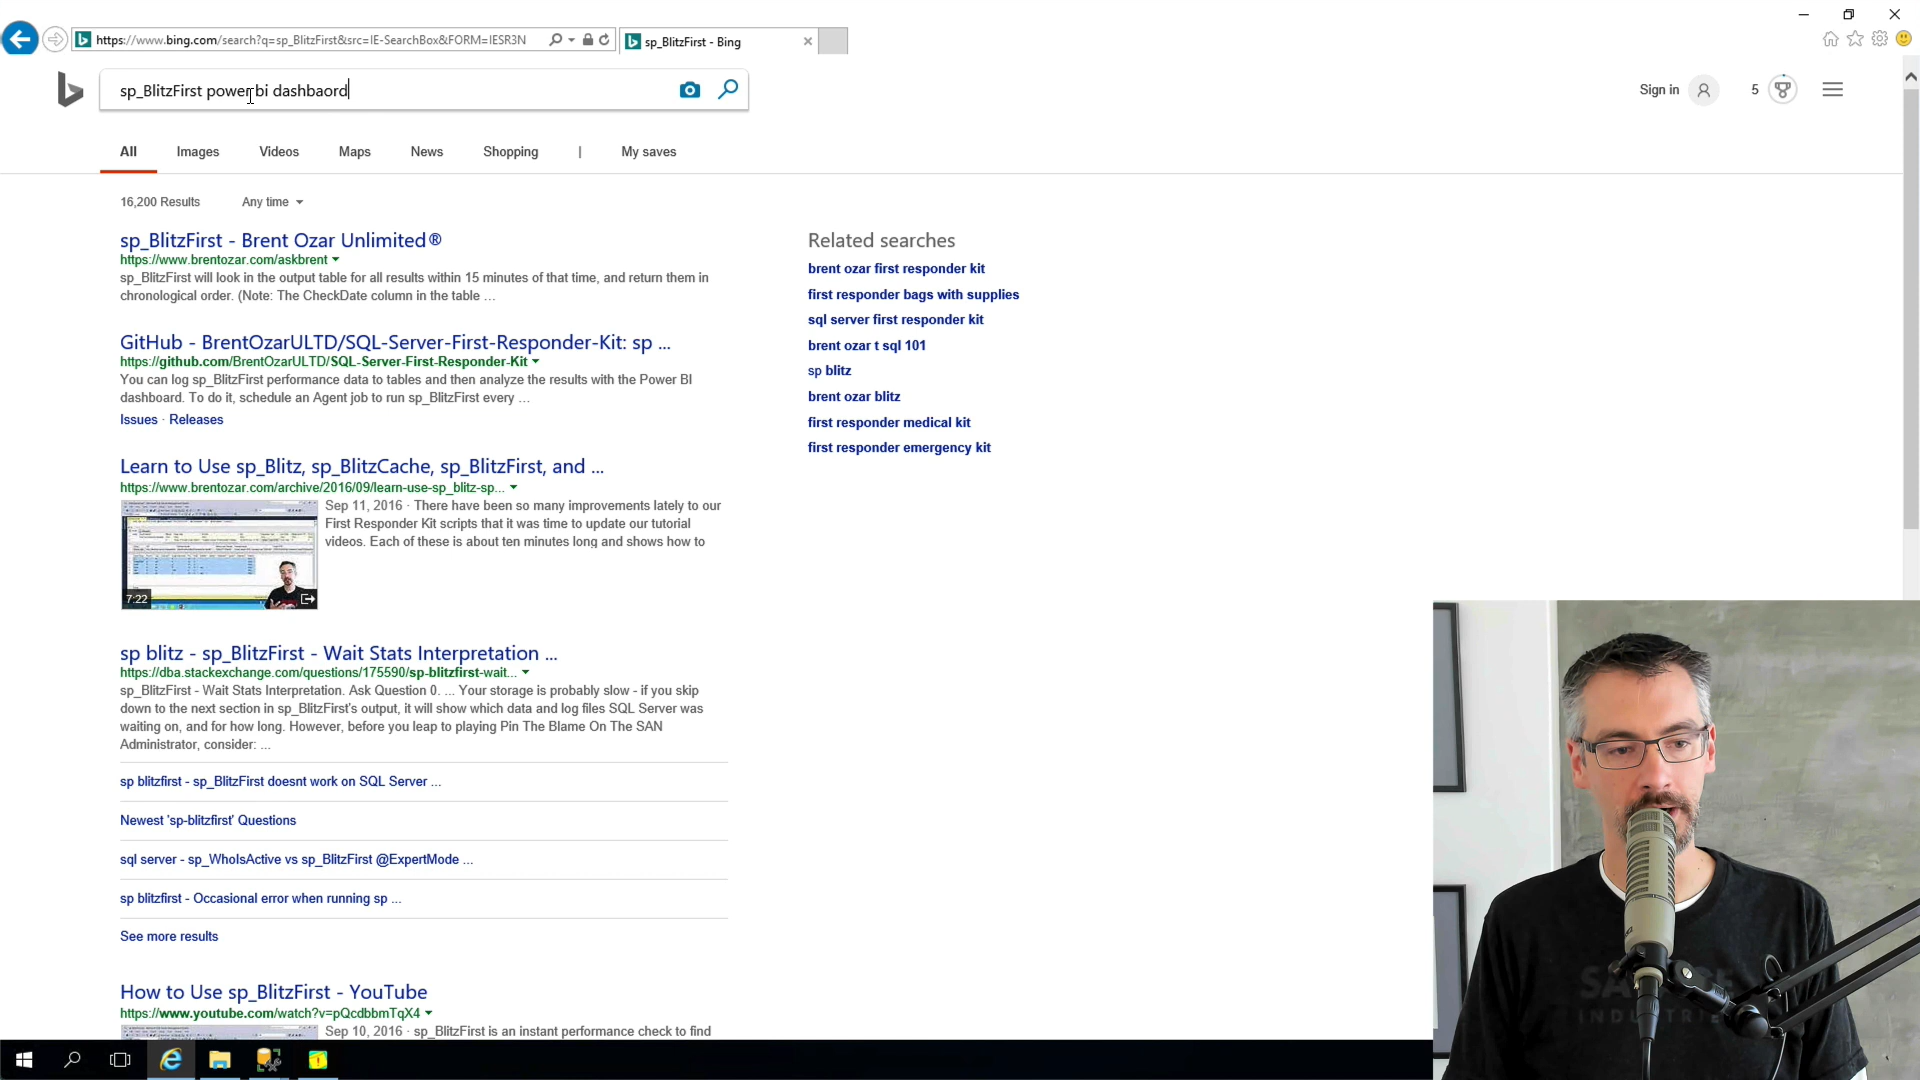 https://www.bing.com/search?q=sp_BlitzFirst&src=IE-SearchBox&FORM=IESR3N
sp_BlitzFirst - Bing
sp_BlitzFirst power bi dashbaord
Sign in
5
All
Images
Videos
Maps
News
Shopping
|
My saves
16,200 Results
Any time
sp_BlitzFirst - Brent Ozar Unlimited®
https://www.brentozar.com/askbrent
sp_BlitzFirst will look in the output table for all results within 15 minutes of that time, and return them in
chronological order. (Note: The CheckDate column in the table ...
GitHub - BrentOzarULTD/SQL-Server-First-Responder-Kit: sp ...
https://github.com/BrentOzarULTD/SQL-Server-First-Responder-Kit
You can log sp_BlitzFirst performance data to tables and then analyze the results with the Power BI
dashboard. To do it, schedule an Agent job to run sp_BlitzFirst every ...
Issues · Releases
Learn to Use sp_Blitz, sp_BlitzCache, sp_BlitzFirst, and ...
https://www.brentozar.com/archive/2016/09/learn-use-sp_blitz-sp...
7:22
Sep 11, 2016 · There have been so many improvements lately to our
First Responder Kit scripts that it was time to update our tutorial
videos. Each of these is about ten minutes long and shows how to
sp blitz - sp_BlitzFirst - Wait Stats Interpretation ...
https://dba.stackexchange.com/questions/175590/sp-blitzfirst-wait...
sp_BlitzFirst - Wait Stats Interpretation. Ask Question 0. ... Your storage is probably slow - if you skip
down to the next section in sp_BlitzFirst's output, it will show which data and log files SQL Server was
waiting on, and for how long. However, before you leap to playing Pin The Blame On The SAN
Administrator, consider: ...
sp blitzfirst - sp_BlitzFirst doesnt work on SQL Server ...
Newest 'sp-blitzfirst' Questions
sql server - sp_WhoIsActive vs sp_BlitzFirst @ExpertMode ...
sp blitzfirst - Occasional error when running sp ...
See more results
How to Use sp_BlitzFirst - YouTube
https://www.youtube.com/watch?v=pQcdbbmTqX4
Sep 10, 2016 · sp_BlitzFirst is an instant performance check to find
Related searches
brent ozar first responder kit
first responder bags with supplies
sql server first responder kit
brent ozar t sql 101
sp blitz
brent ozar blitz
first responder medical kit
first responder emergency kit